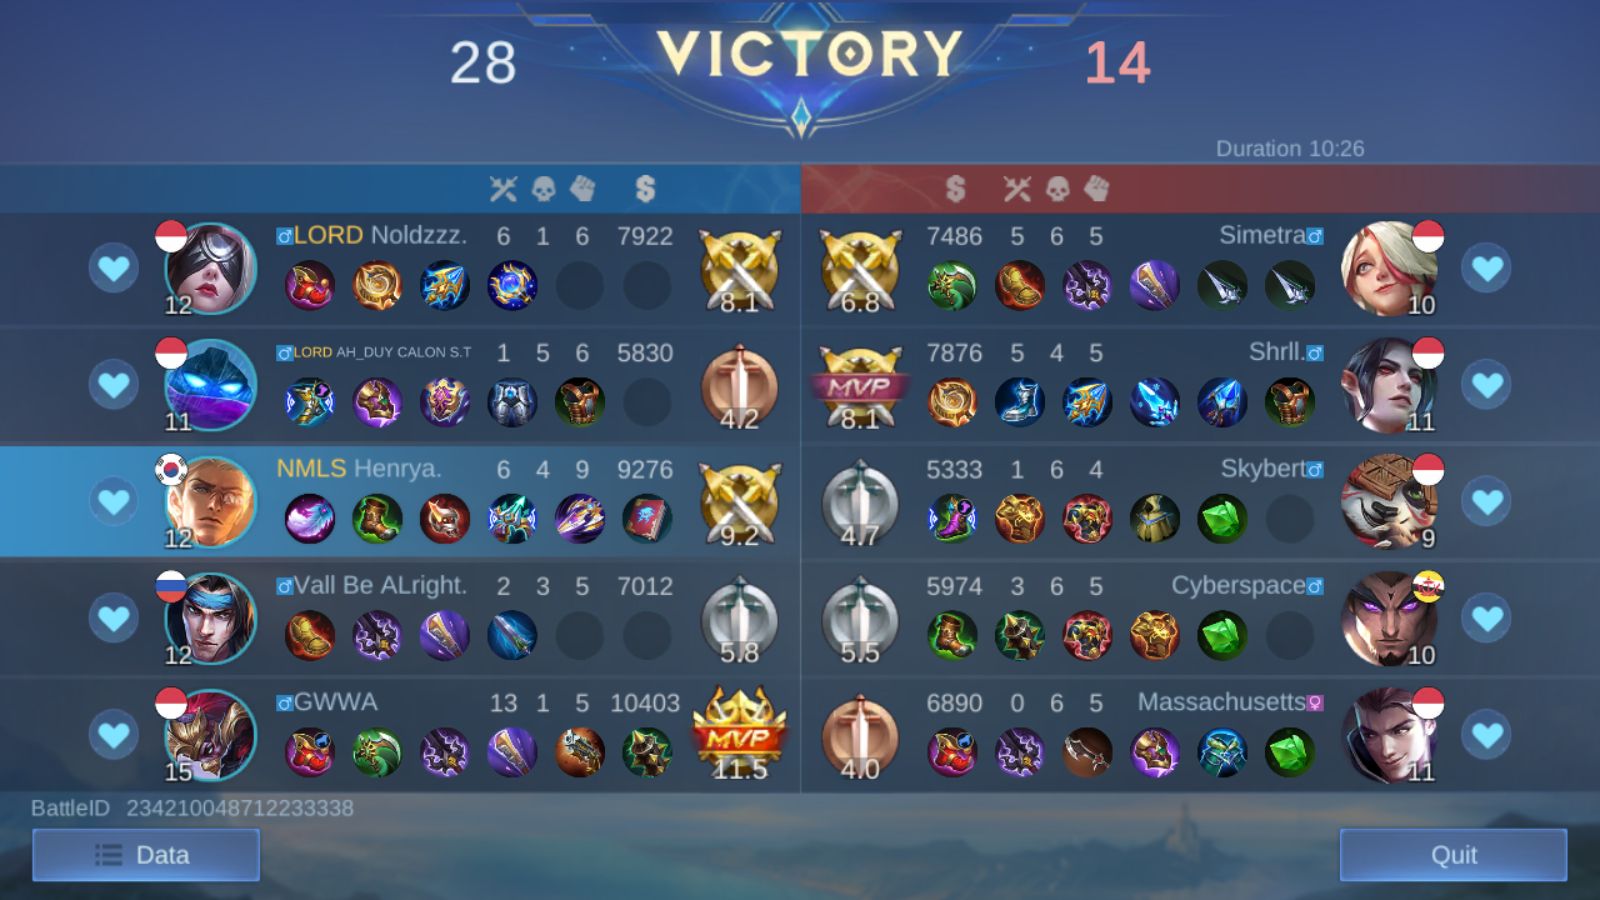 28 VICTORY 14
Duration 10:26
LORD Noldzzz. 6 1 6 7922
12 8.1
7486 5 6 5 Simetra
6.8 10
LORD AH_DUY CALON S.T 1 5 6 5830
11 4.2
7876 5 4 5 Shrll.
MVP
8.1 11
NMLS Henrya. 6 4 9 9276
12 9.2
5333 1 6 4 Skybert
4.7 9
Vall Be ALright. 2 3 5 7012
12 5.8
5974 3 6 5 Cyberspace
5.5 10
GWWA 13 1 5 10403
MVP
15 11.5
6890 0 6 5 Massachusetts
4.0 11
BattleID 234210048712233338
Data
Quit